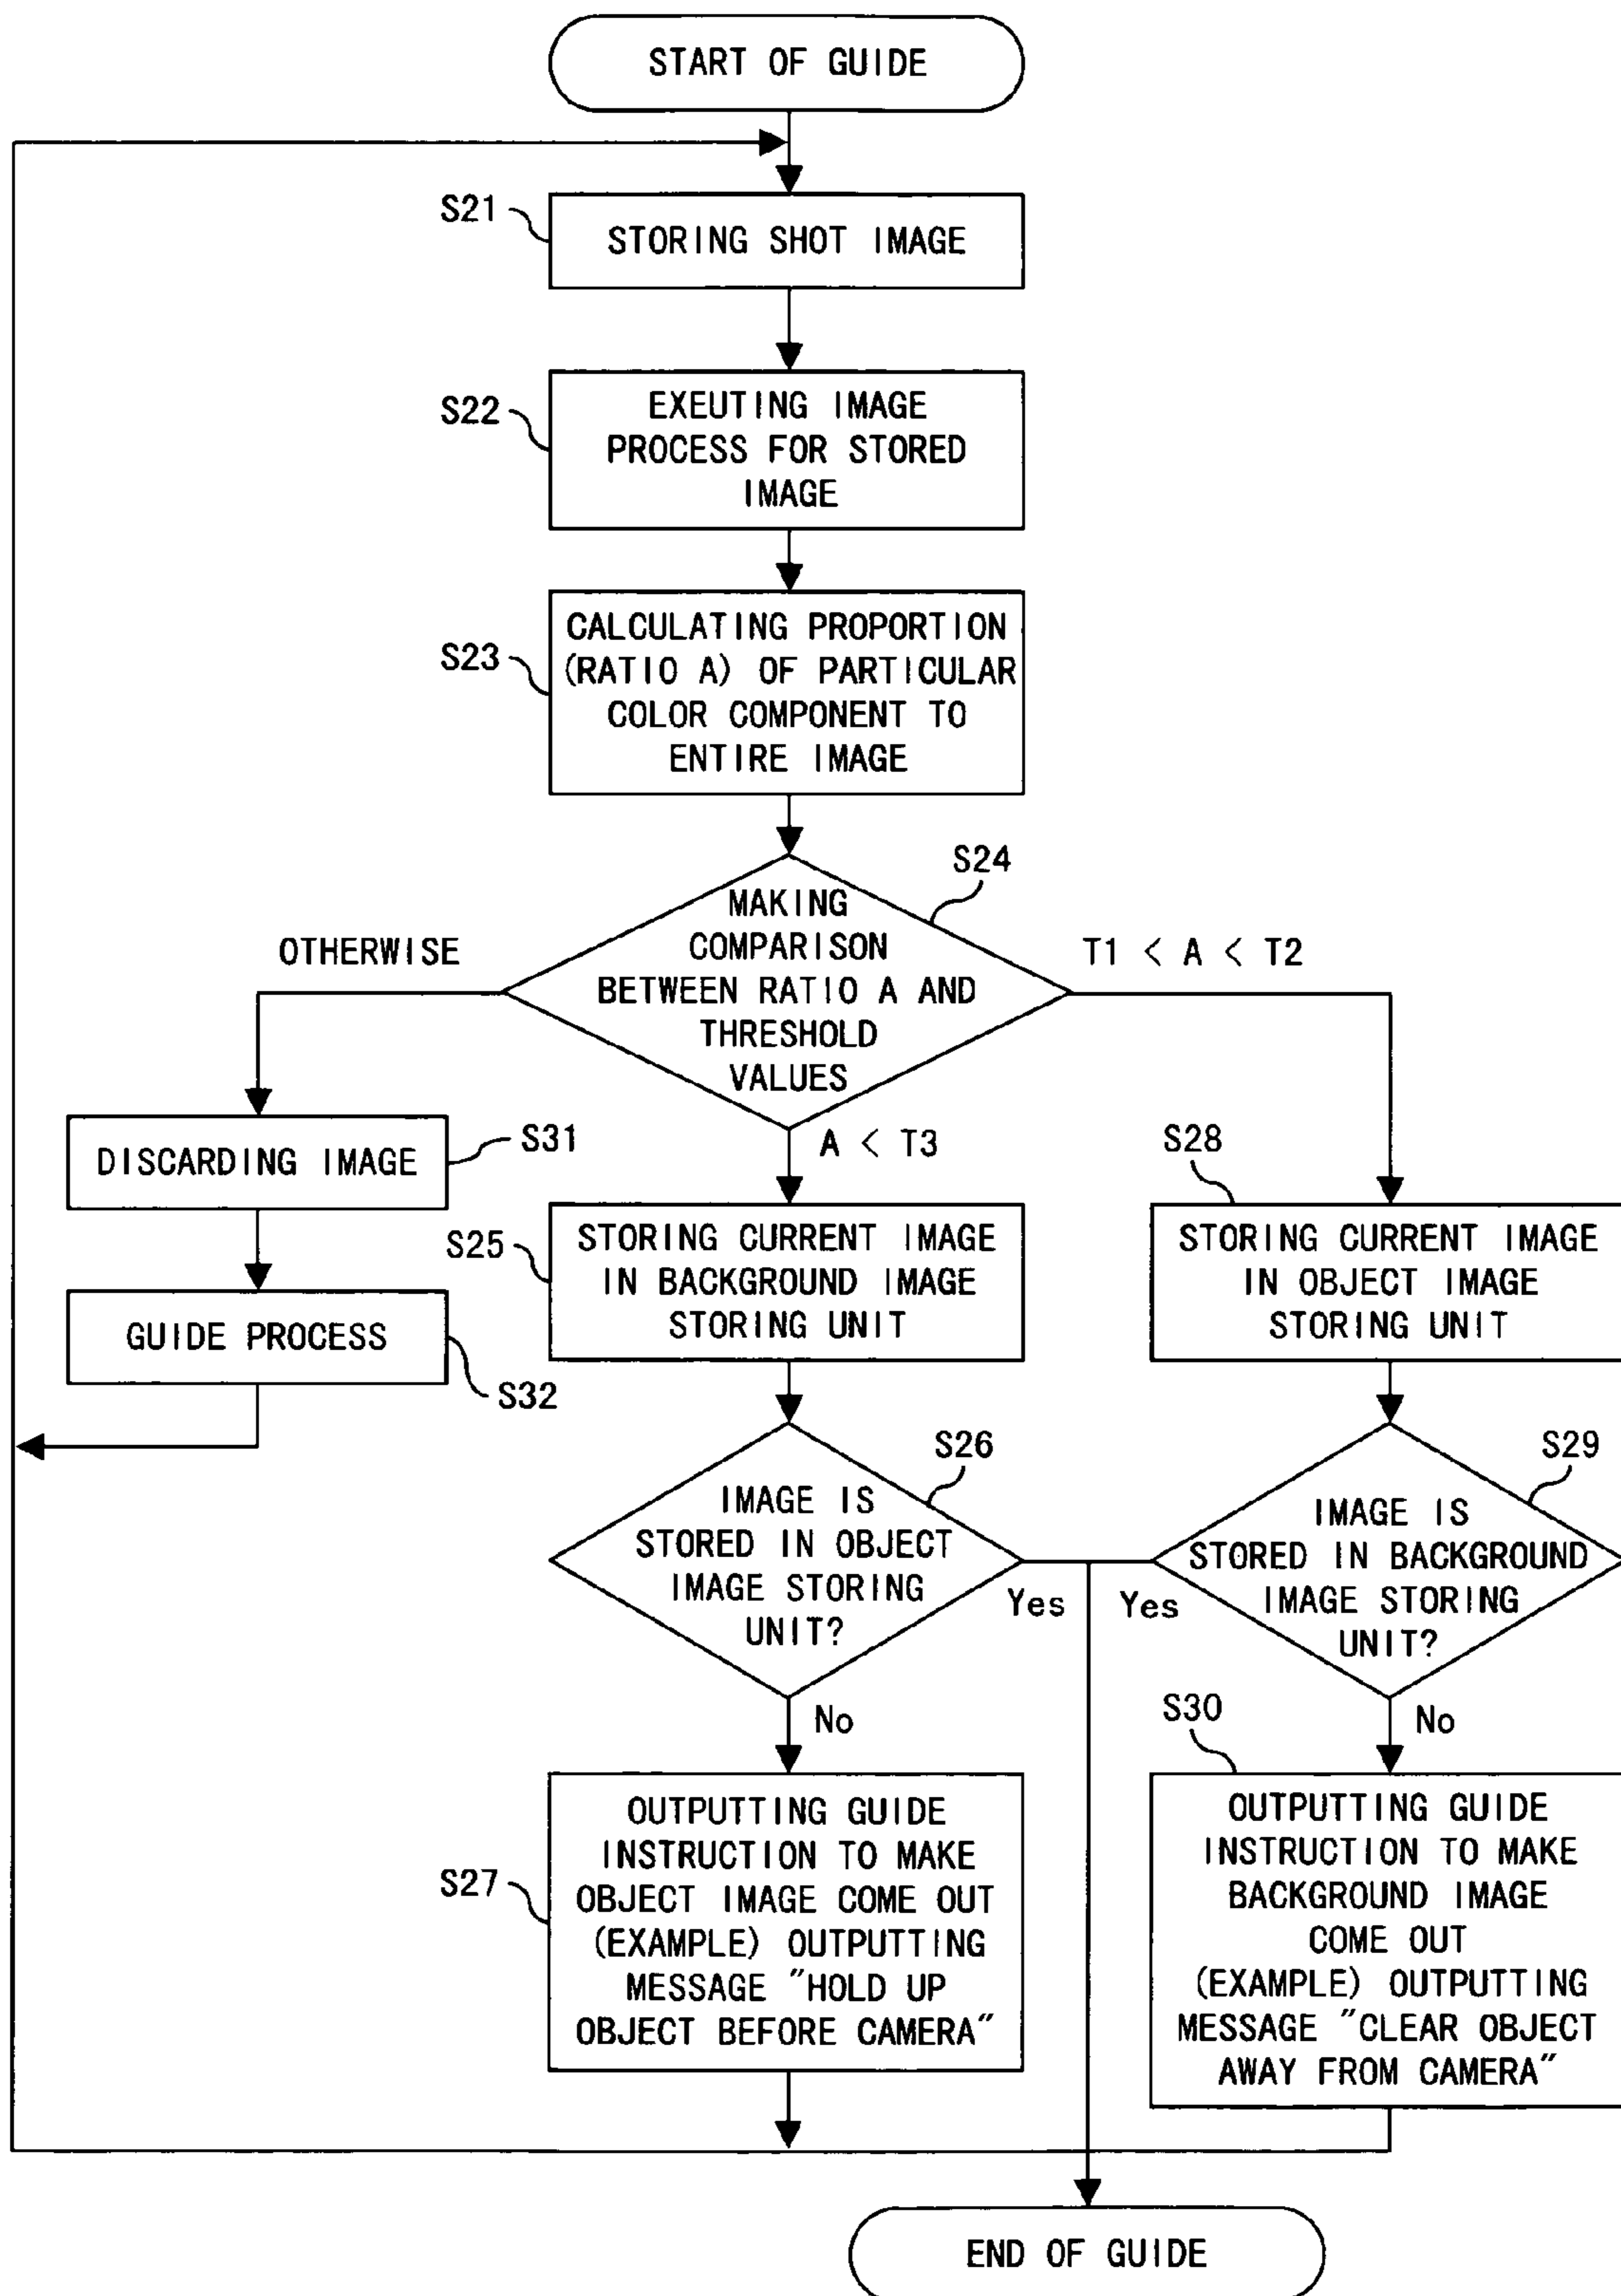 START OF GUIDE
S21
STORING SHOT IMAGE
S22
EXEUTING IMAGE
PROCESS FOR STORED
IMAGE
S23
CALCULATING PROPORTION
(RATIO A) OF PARTICULAR
COLOR COMPONENT TO
ENTIRE IMAGE
S24
MAKING
COMPARISON
BETWEEN RATIO A AND
THRESHOLD
VALUES
OTHERWISE
T1 < A < T2
A < T3
S31
DISCARDING IMAGE
S32
GUIDE PROCESS
S25
STORING CURRENT IMAGE
IN BACKGROUND IMAGE
STORING UNIT
S28
STORING CURRENT IMAGE
IN OBJECT IMAGE
STORING UNIT
S26
IMAGE IS
STORED IN OBJECT
IMAGE STORING
UNIT?
Yes
No
S29
IMAGE IS
STORED IN BACKGROUND
IMAGE STORING
UNIT?
Yes
No
S27
OUTPUTTING GUIDE
INSTRUCTION TO MAKE
OBJECT IMAGE COME OUT
(EXAMPLE) OUTPUTTING
MESSAGE "HOLD UP
OBJECT BEFORE CAMERA"
S30
OUTPUTTING GUIDE
INSTRUCTION TO MAKE
BACKGROUND IMAGE
COME OUT
(EXAMPLE) OUTPUTTING
MESSAGE "CLEAR OBJECT
AWAY FROM CAMERA"
END OF GUIDE